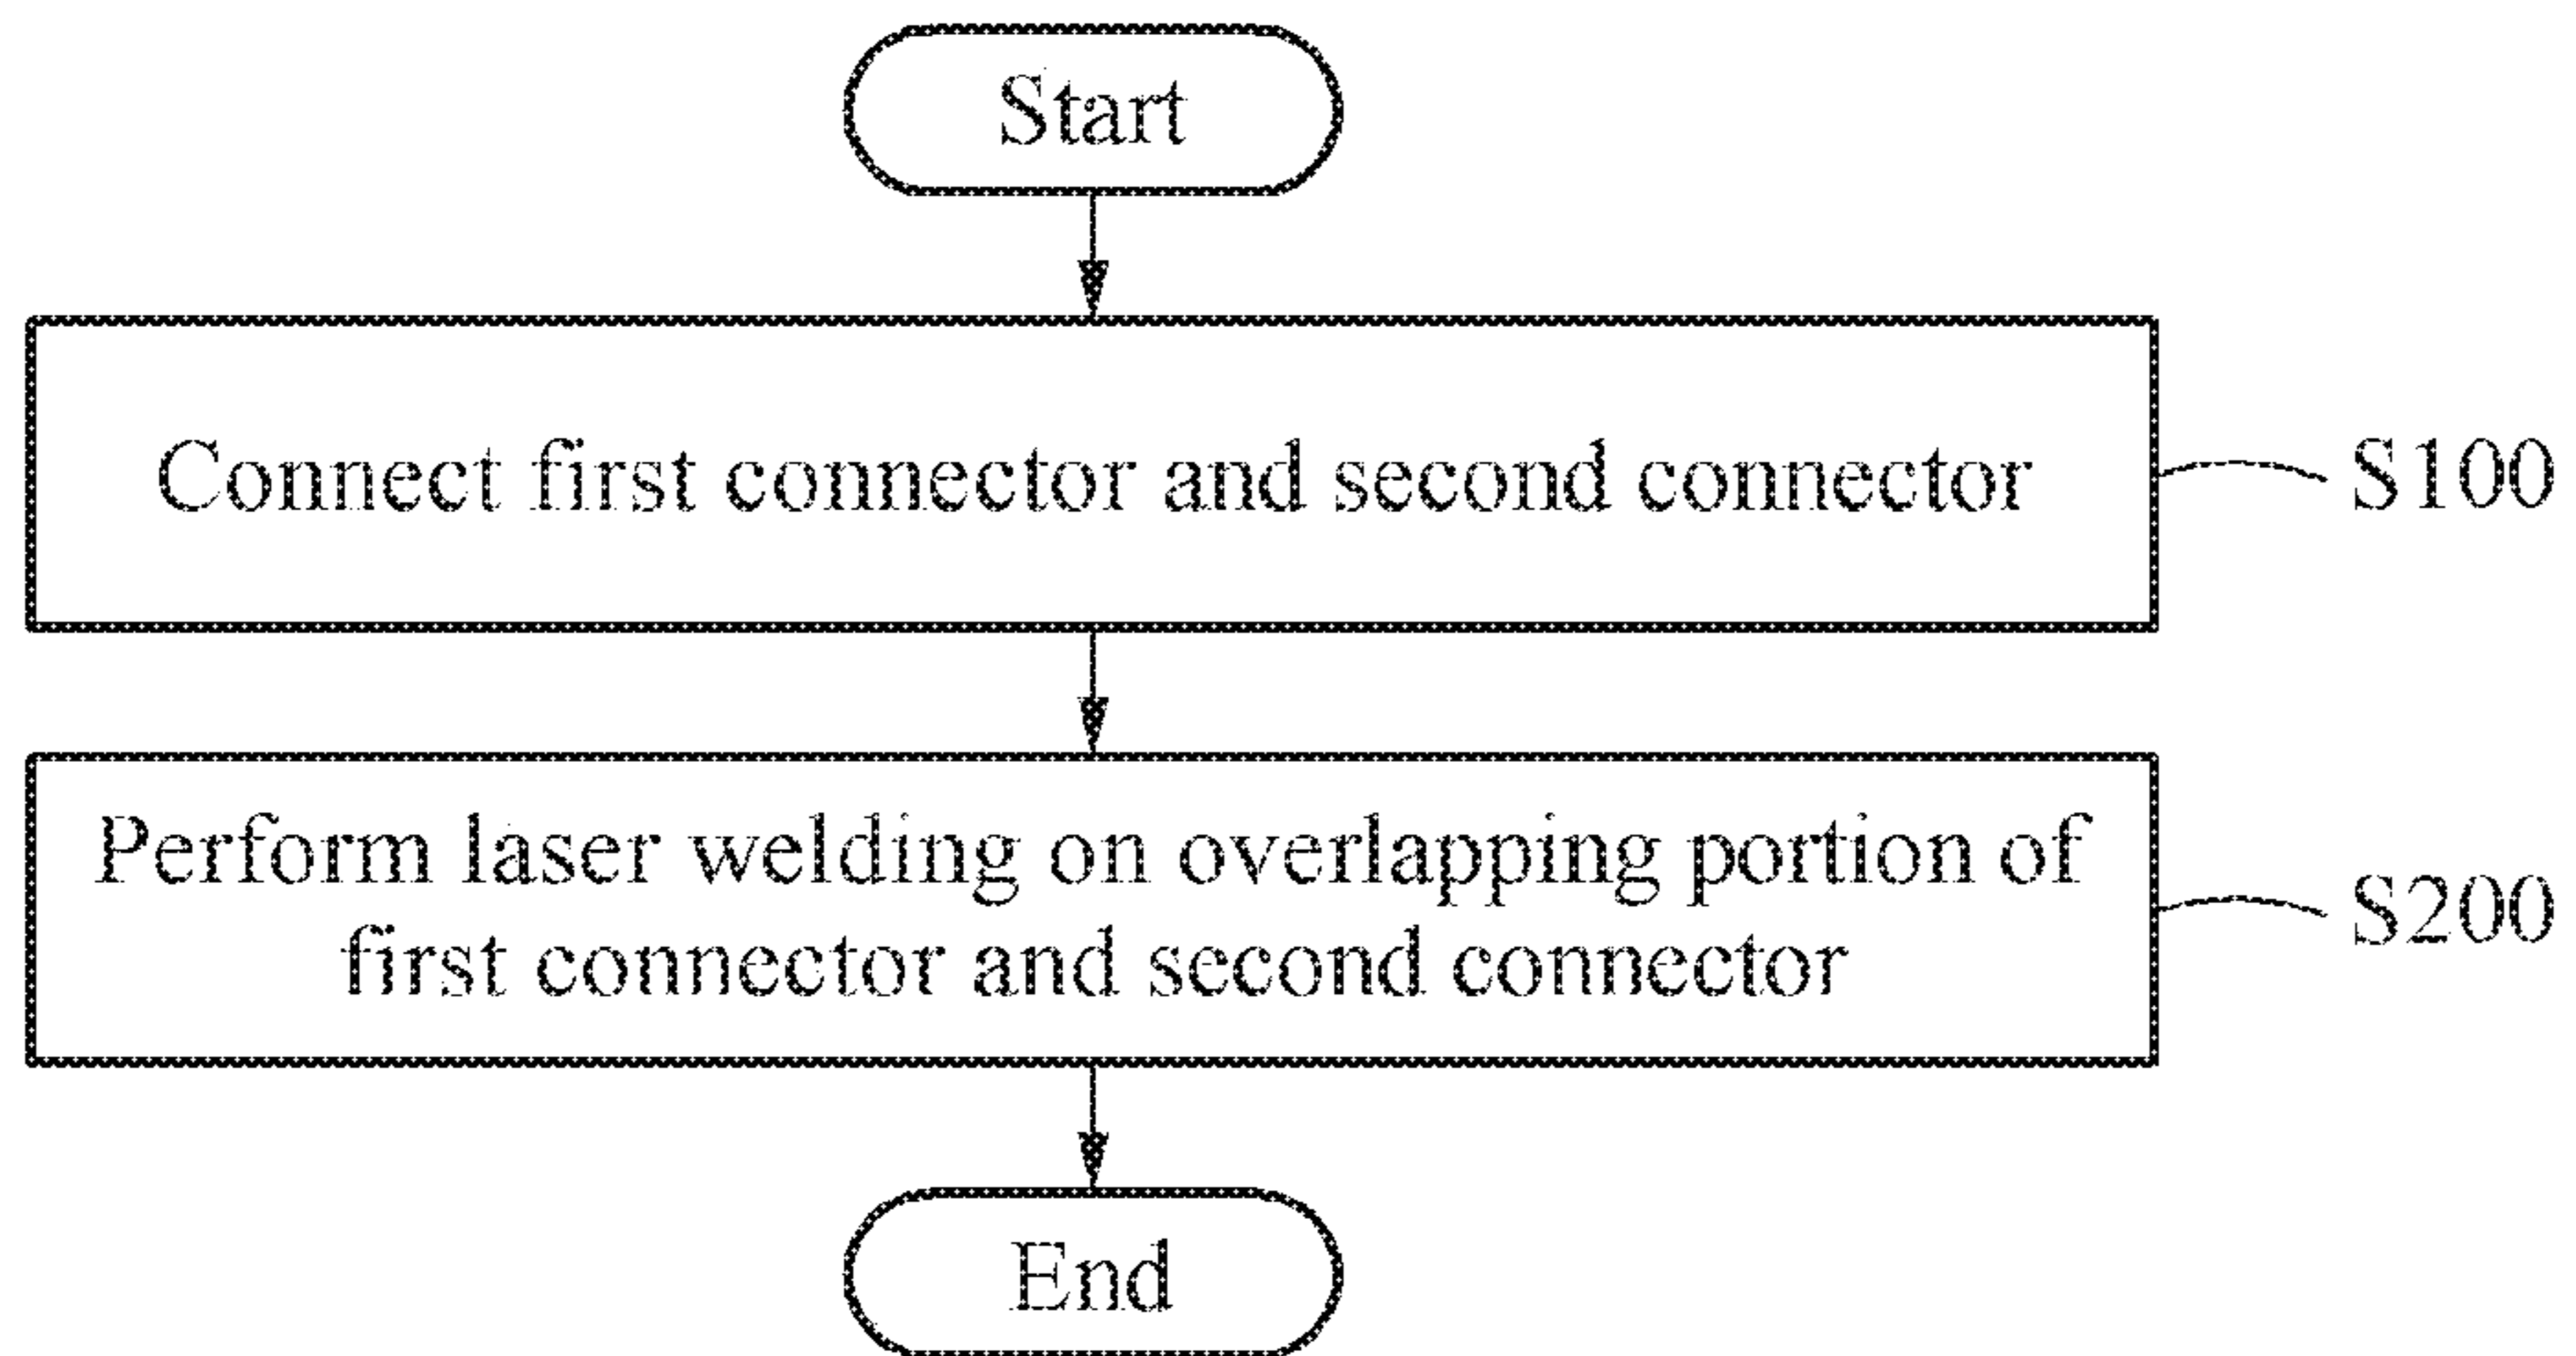 Start
Connect first connector and second connector
S100
Perform laser welding on overlapping portion of
first connector and second connector
S200
End